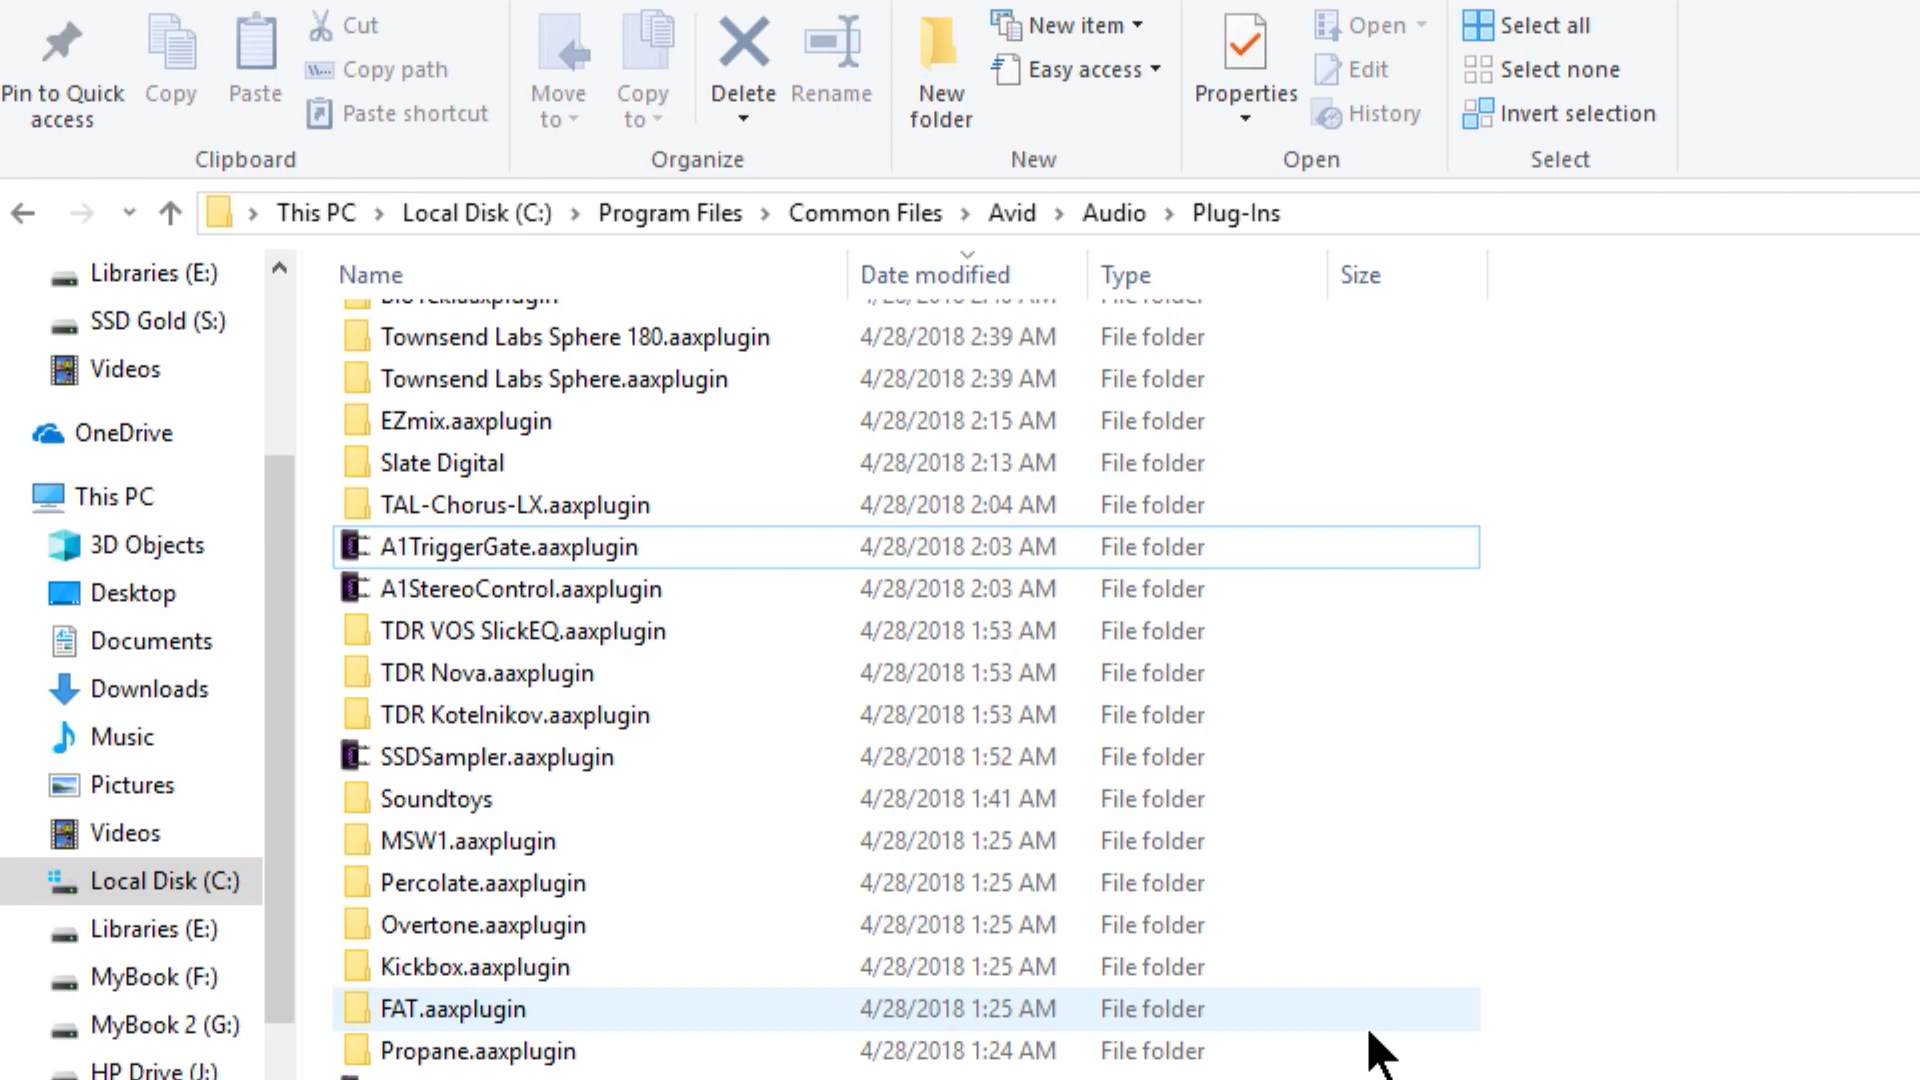 Pin to Quick access
Copy
Paste
Cut
Copy path
Paste shortcut
Move to
Copy to
Delete
Rename
New folder
New item
Easy access
Properties
Open
Edit
History
Select all
Select none
Invert selection
Clipboard
Organize
New
Open
Select
This PC > Local Disk (C:) > Program Files > Common Files > Avid > Audio > Plug-Ins
Libraries (E:)
SSD Gold (S:)
Videos
OneDrive
This PC
3D Objects
Desktop
Documents
Downloads
Music
Pictures
Videos
Local Disk (C:)
Libraries (E:)
MyBook (F:)
MyBook 2 (G:)
HP Drive (J:)
Name Date modified Type Size
Townsend Labs Sphere 180.aaxplugin 4/28/2018 2:39 AM File folder
Townsend Labs Sphere.aaxplugin 4/28/2018 2:39 AM File folder
EZmix.aaxplugin 4/28/2018 2:15 AM File folder
Slate Digital 4/28/2018 2:13 AM File folder
TAL-Chorus-LX.aaxplugin 4/28/2018 2:04 AM File folder
A1TriggerGate.aaxplugin 4/28/2018 2:03 AM File folder
A1StereoControl.aaxplugin 4/28/2018 2:03 AM File folder
TDR VOS SlickEQ.aaxplugin 4/28/2018 1:53 AM File folder
TDR Nova.aaxplugin 4/28/2018 1:53 AM File folder
TDR Kotelnikov.aaxplugin 4/28/2018 1:53 AM File folder
SSDSampler.aaxplugin 4/28/2018 1:52 AM File folder
Soundtoys 4/28/2018 1:41 AM File folder
MSW1.aaxplugin 4/28/2018 1:25 AM File folder
Percolate.aaxplugin 4/28/2018 1:25 AM File folder
Overtone.aaxplugin 4/28/2018 1:25 AM File folder
Kickbox.aaxplugin 4/28/2018 1:25 AM File folder
FAT.aaxplugin 4/28/2018 1:25 AM File folder
Propane.aaxplugin 4/28/2018 1:24 AM File folder